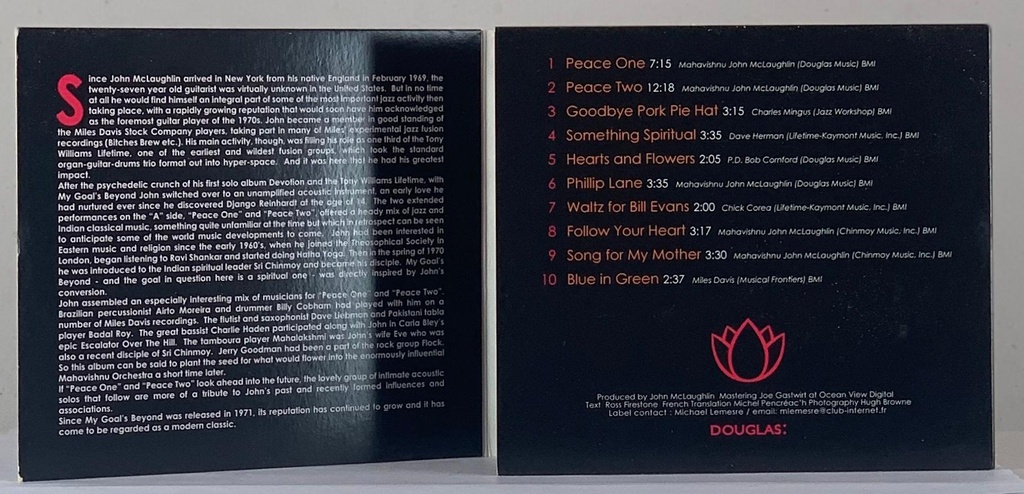 Since John McLaughlin arrived in New York from his native England in February 1969, the
twenty-seven year old guitarist was virtually unknown in the United States. But in no time
at all he would find himself an integral part of some of the most important jazz activity then
taking place, with a rapidly growing reputation that would soon have him acknowledged
as the foremost guitar player of the 1970s. John became a member in good standing of
the Miles Davis Stock Company players, taking part in many of Miles' experimental jazz fusion
recordings (Bitches Brew etc.). His main activity, though, was filling his role as one third of the Tony
Williams Lifetime, one of the earliest and wildest fusion groups, which took the standard
organ-guitar-drums trio format out into hyper-space. And it was here that he had his greatest
impact.
After the psychedelic crunch of his first solo album Devotion and the Tony Williams Lifetime, with
My Goal's Beyond John switched over to an unamplified acoustic instrument, an early love he
had nurtured ever since he discovered Django Reinhardt at the age of 14. The two extended
performances on the "A" side, "Peace One" and "Peace Two", offered a heady mix of jazz and
Indian classical music, something quite unfamiliar at the time but which in retrospect can be seen
to anticipate some of the world music developments to come. John had been interested in
Eastern music and religion since the early 1960's, when he joined the Theosophical Society in
London, began listening to Ravi Shankar and started doing Hatha Yoga. Then in the spring of 1970
he was introduced to the Indian spiritual leader Sri Chinmoy and became his disciple. My Goal's
Beyond - and the goal in question here is a spiritual one - was directly inspired by John's
conversion.
John assembled an especially interesting mix of musicians for "Peace One" and "Peace Two".
Brazilian percussionist Airto Moreira and drummer Billy Cobham had played with him on a
number of Miles Davis recordings. The flutist and saxophonist Dave Liebman and Pakistani tabla
player Badal Roy. The great bassist Charlie Haden participated along with John in Carla Bley's
epic Escalator Over The Hill. The tamboura player Mahalakshmi was John's wife Eve who was
also a recent disciple of Sri Chinmoy. Jerry Goodman had been a part of the rock group Flock.
So this album can be said to plant the seed for what would flower into the enormously influential
Mahavishnu Orchestra a short time later.
If "Peace One" and "Peace Two" look ahead into the future, the lovely group of intimate acoustic
solos that follow are more of a tribute to John's past and recently formed influences and
associations.
Since My Goal's Beyond was released in 1971, its reputation has continued to grow and it has
come to be regarded as a modern classic.
1 Peace One 7:15 Mahavishnu John McLaughlin (Douglas Music) BMI
2 Peace Two 12:18 Mahavishnu John McLaughlin (Douglas Music) BMI
3 Goodbye Pork Pie Hat 3:15 Charles Mingus (Jazz Workshop) BMI
4 Something Spiritual 3:35 Dave Herman (Lifetime-Kaymont Music, Inc.) BMI
5 Hearts and Flowers 2:05 P.D. Bob Cornford (Douglas Music) BMI
6 Phillip Lane 3:35 Mahavishnu John McLaughlin (Douglas Music) BMI
7 Waltz for Bill Evans 2:00 Chick Corea (Lifetime-Kaymont Music, Inc.) BMI
8 Follow Your Heart 3:17 Mahavishnu John McLaughlin (Chinmoy Music, Inc.) BMI
9 Song for My Mother 3:30 Mahavishnu John McLaughlin (Chinmoy Music, Inc.) BMI
10 Blue in Green 2:37 Miles Davis (Musical Frontiers) BMI
Produced by John McLaughlin Mastering Joe Gastwirt at Ocean View Digital
Text Ross Firestone French Translation Michel Pencréac'h Photography Hugh Browne
Label contact : Michael Lemesre / email: mlemesre@club-internet.fr
DOUGLAS: